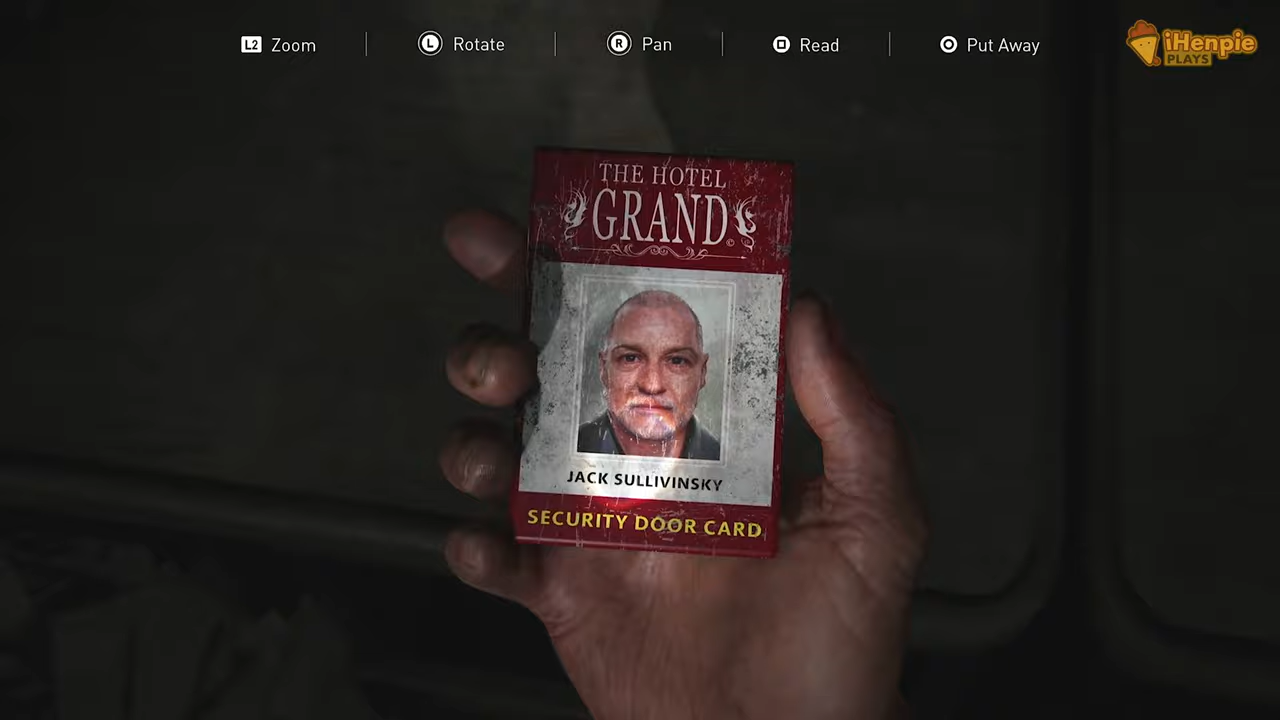 L2 Zoom
L Rotate
R Pan
Read
Put Away
iHenpie
PLAYS
THE HOTEL
GRAND©
JACK SULLIVINSKY
SECURITY DOOR CARD